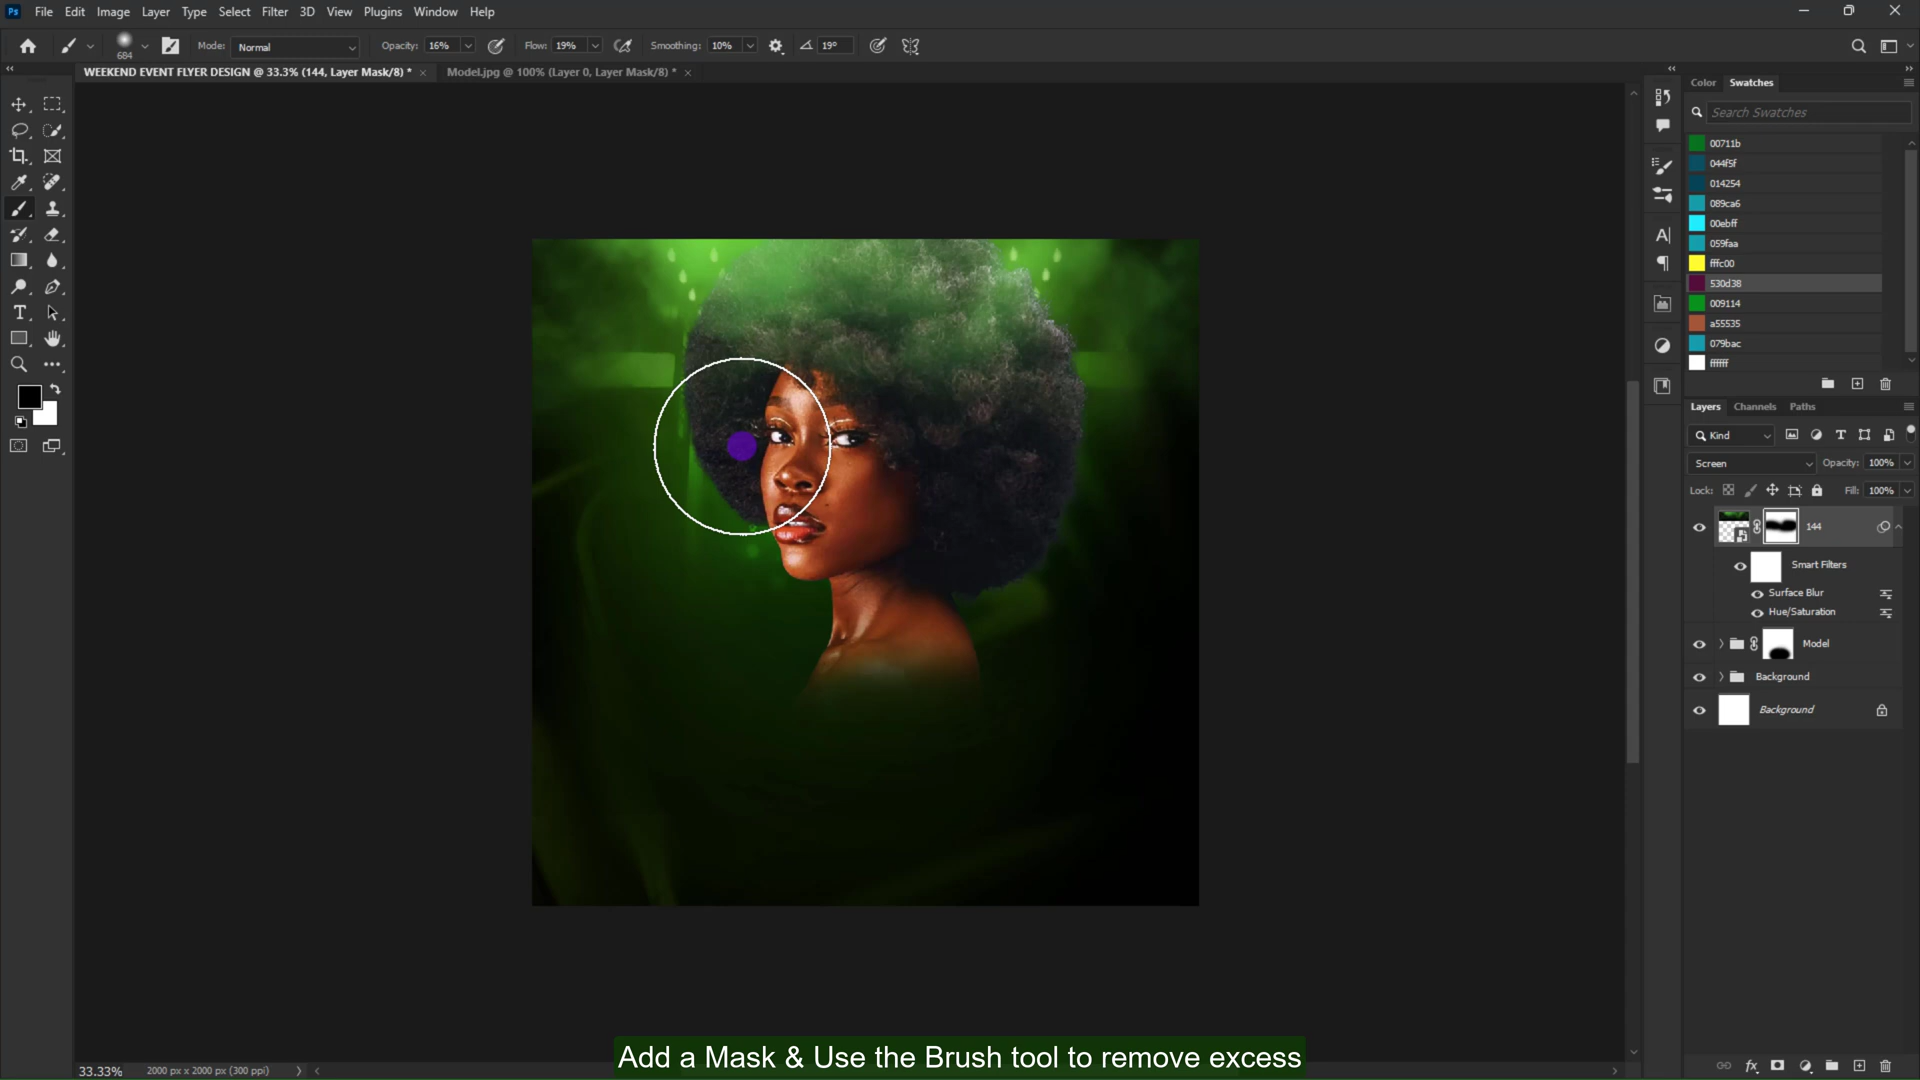 Ps File Edit Image Layer Type Select Filter 3D View Plugins Window Help
684 Mode: Normal Opacity: 16% Flow: 19% Smoothing: 10% 19°
WEEKEND EVENT FLYER DESIGN @ 33.3% (144, Layer Mask/8) * × Model.jpg @ 100% (Layer 0, Layer Mask/8) * ×
Color Swatches
Search Swatches
00711b
044f5f
014254
089ca6
00ebff
059faa
fffc00
530d38
009114
a55535
079bac
ffffff
Layers Channels Paths
Kind
Screen Opacity: 100%
Lock: Fill: 100%
144
Smart Filters
Surface Blur
Hue/Saturation
Model
Background
Background
33.33% 2000 px x 2000 px (300 ppi)
Add a Mask & Use the Brush tool to remove excess